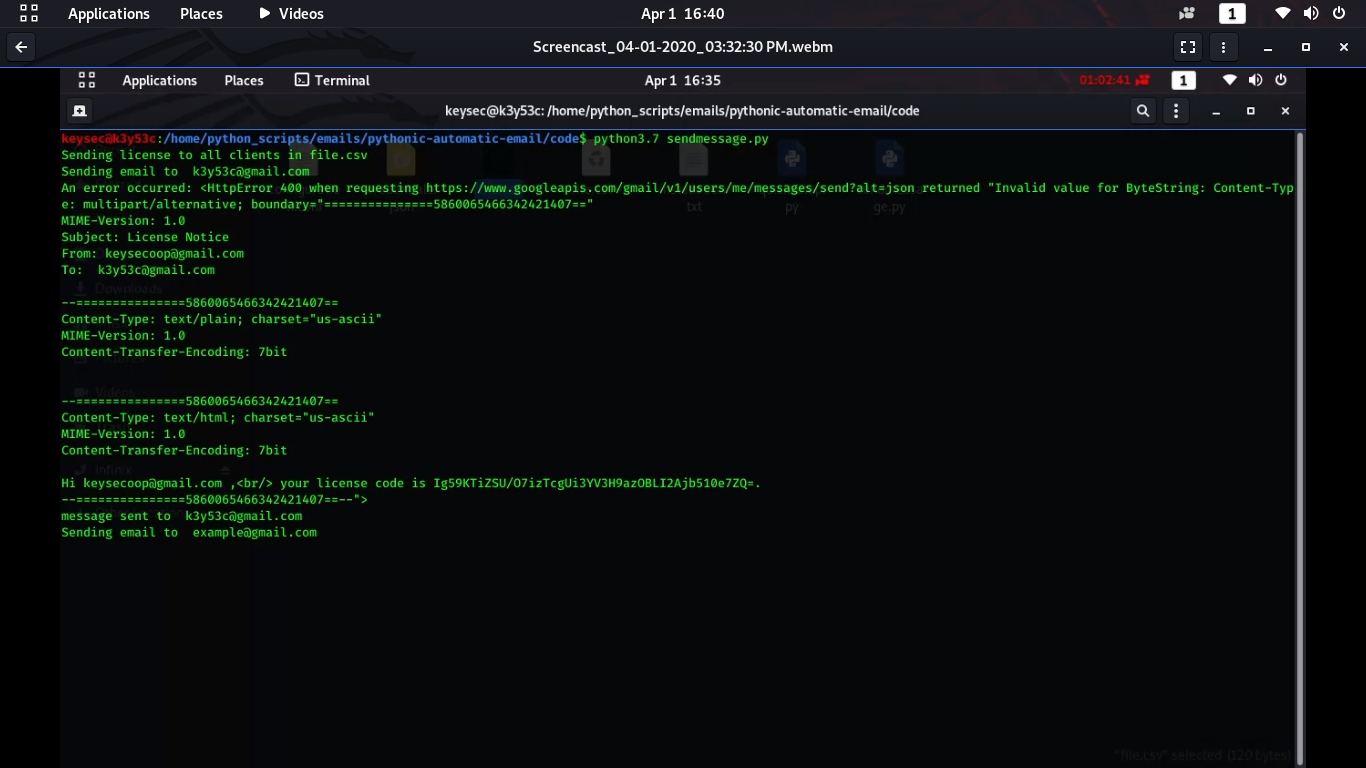 Applications Places Videos Apr 1 16:40 1
Screencast_04-01-2020_03:32:30 PM.webm
Applications Places Terminal Apr 1 16:35 01:02:41 1
keysec@k3y53c: /home/python_scripts/emails/pythonic-automatic-email/code
keysec@k3y53c:/home/python_scripts/emails/pythonic-automatic-email/code$ python3.7 sendmessage.py
Sending license to all clients in file.csv
Sending email to  k3y53c@gmail.com
An error occurred: <HttpError 400 when requesting https://www.googleapis.com/gmail/v1/users/me/messages/send?alt=json returned "Invalid value for ByteString: Content-Typ
e: multipart/alternative; boundary="===============5860065466342421407=="
txt
py
ge.py
MIME-Version: 1.0
Subject: License Notice
From: keysecoop@gmail.com
To:  k3y53c@gmail.com
Downloads
--===============5860065466342421407==
Content-Type: text/plain; charset="us-ascii"
MIME-Version: 1.0
Content-Transfer-Encoding: 7bit
Videos
--===============5860065466342421407==
Content-Type: text/html; charset="us-ascii"
MIME-Version: 1.0
Content-Transfer-Encoding: 7bit
Infinix
Hi keysecoop@gmail.com ,<br/> your license code is Ig59KTiZSU/O7izTcgUi3YV3H9azOBLI2Ajb510e7ZQ=.
--===============5860065466342421407==--">
message sent to  k3y53c@gmail.com
Sending email to  example@gmail.com
"file.csv" selected (120 bytes)